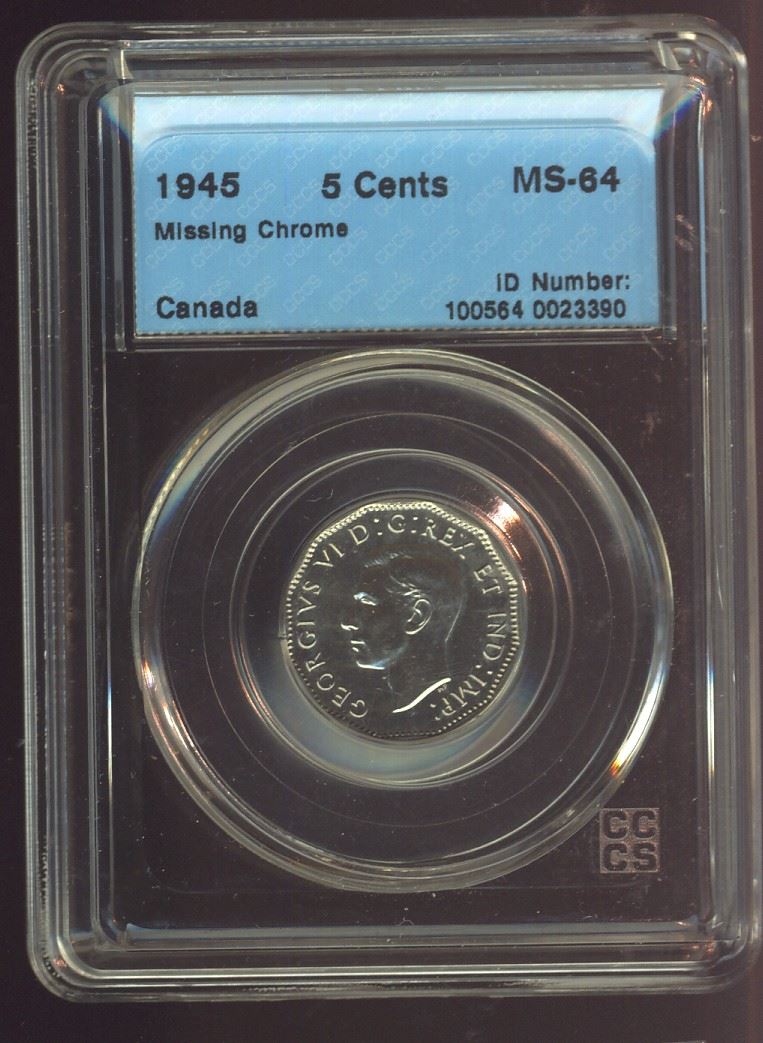 1945 5 Cents MS-64
Missing Chrome
ID Number:
Canada 100564 0023390
GEORGIVS VI D:G:REX ET IND:IMP:
CC
CS